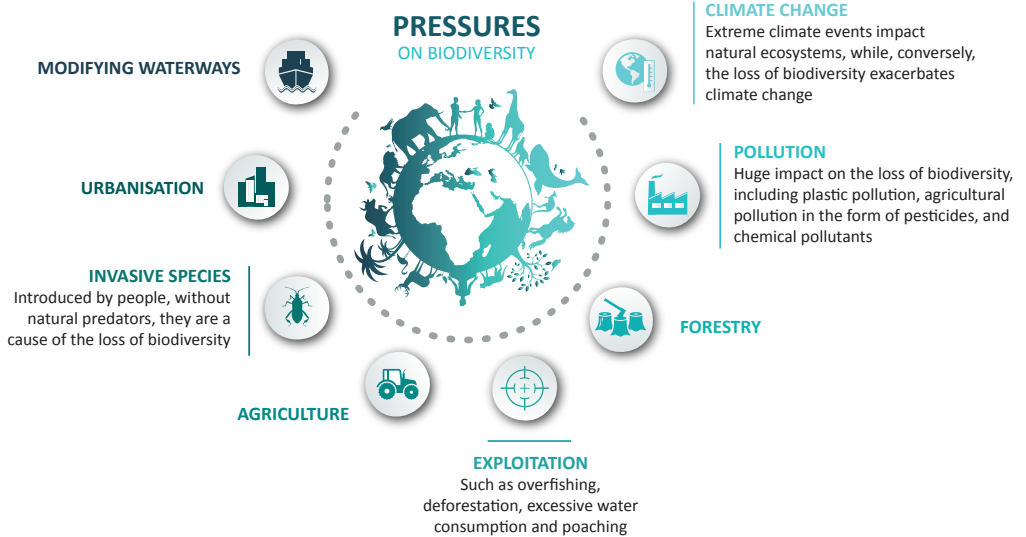 PRESSURES
ON BIODIVERSITY
CLIMATE CHANGE
Extreme climate events impact
natural ecosystems, while, conversely,
the loss of biodiversity exacerbates
climate change
POLLUTION
Huge impact on the loss of biodiversity,
including plastic pollution, agricultural
pollution in the form of pesticides, and
chemical pollutants
FORESTRY
EXPLOITATION
Such as overfishing,
deforestation, excessive water
consumption and poaching
AGRICULTURE
INVASIVE SPECIES
Introduced by people, without
natural predators, they are a
cause of the loss of biodiversity
URBANISATION
MODIFYING WATERWAYS